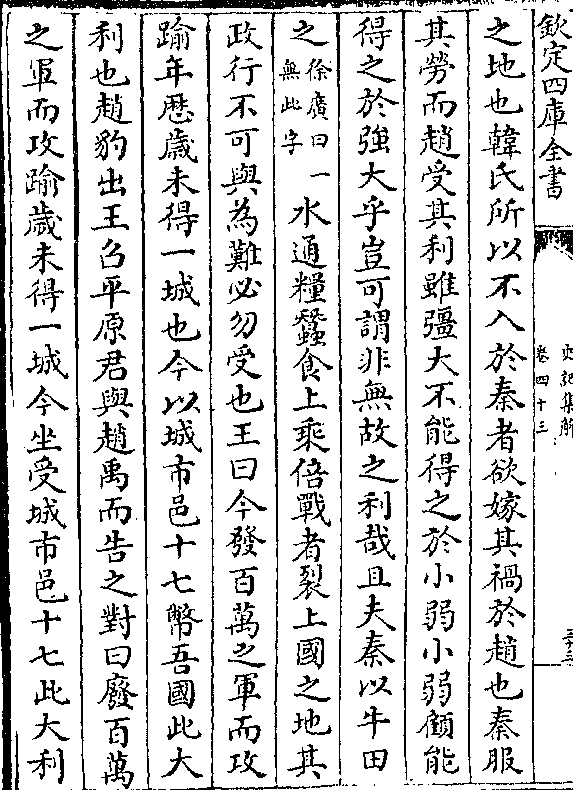 欽定四庫全書
史記集解
卷四十三
之地也韓氏所以不入於秦者欲嫁其禍於趙也秦服
其勞而趙受其利雖彊大不能得之於小弱小弱顧能
得之於強大乎豈可謂非無故之利哉且夫秦以牛田
之徐廣曰一無此字水通糧蠶食上乘倍戰者裂上國之地其
政行不可與為難必勿受也王曰今發百萬之軍而攻
踰年歷歲未得一城也今以城市邑十七幣吾國此大
利也趙豹出王召平原君與趙禹而告之對曰發百萬
之軍而攻踰歲未得一城今坐受城市邑十七此大利